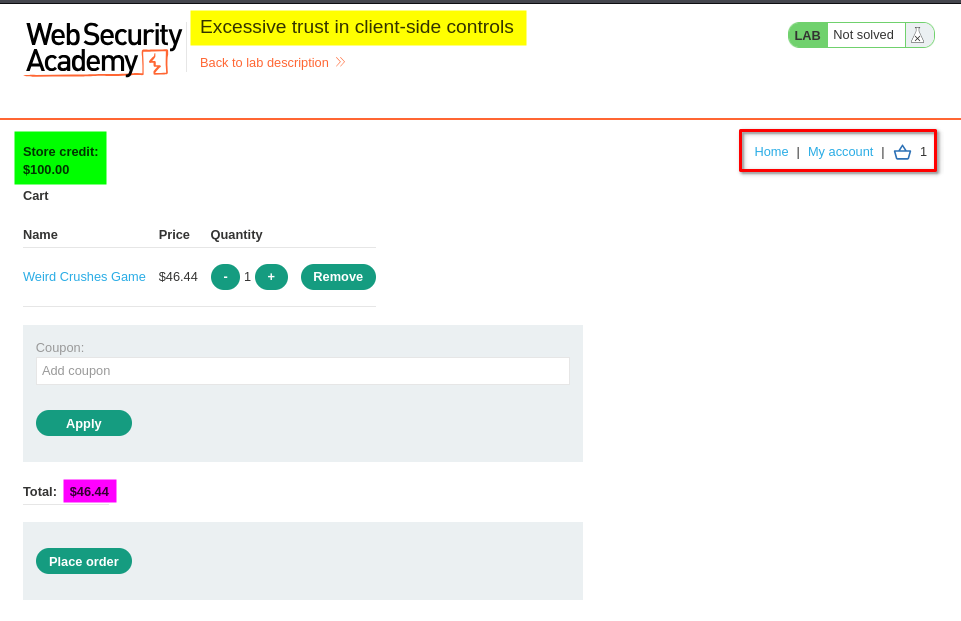 Web Security
Academy
Excessive trust in client-side controls
Back to lab description
LAB Not solved
Store credit:
$100.00
Home | My account | 1
Cart
Name Price Quantity
Weird Crushes Game $46.44 - 1 + Remove
Coupon:
Add coupon
Apply
Total: $46.44
Place order